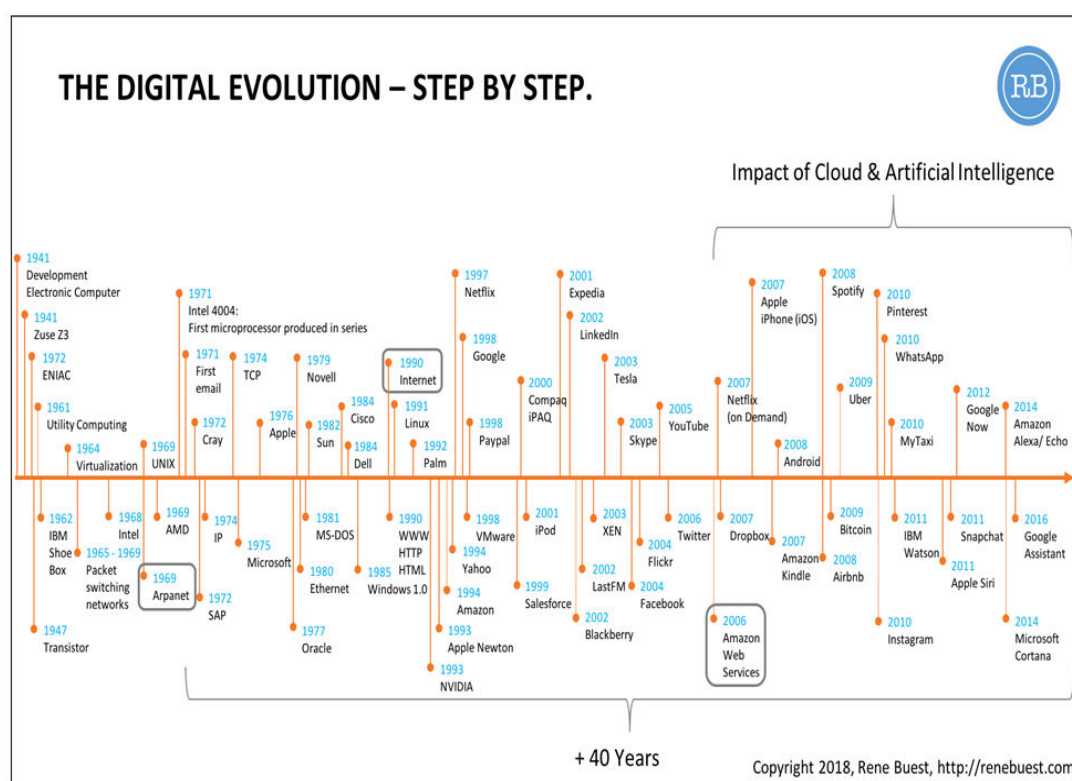 THE DIGITAL EVOLUTION – STEP BY STEP.
RB
Impact of Cloud & Artificial Intelligence
1941
Development
Electronic Computer
1941
Zuse Z3
1972
ENIAC
1961
Utility Computing
1964
Virtualization
1969
UNIX
1971
Intel 4004:
First microprocessor produced in series
1971
First
email
1972
Cray
1974
TCP
1976
Apple
1979
Novell
1982
Sun
1984
Cisco
1984
Dell
1990
Internet
1991
Linux
1992
Palm
1997
Netflix
1998
Google
1998
Paypal
2000
Compaq
iPAQ
2001
Expedia
2002
LinkedIn
2003
Tesla
2003
Skype
2005
YouTube
2007
Netflix
(on Demand)
2007
Apple
iPhone (iOS)
2008
Android
2008
Spotify
2009
Uber
2010
Pinterest
2010
WhatsApp
2010
MyTaxi
2012
Google
Now
2014
Amazon
Alexa/ Echo
1947
Transistor
1962
IBM
Shoe
Box
1965 - 1969
Packet
switching
networks
1968
Intel
1969
Arpanet
1969
AMD
1972
SAP
1974
IP
1975
Microsoft
1977
Oracle
1980
Ethernet
1981
MS-DOS
1985
Windows 1.0
1990
WWW
HTTP
HTML
1993
NVIDIA
1993
Apple Newton
1994
Amazon
1994
Yahoo
1998
VMware
1999
Salesforce
2001
iPod
2002
Blackberry
2002
LastFM
2003
XEN
2004
Facebook
2004
Flickr
2006
Twitter
2006
Amazon
Web
Services
2007
Dropbox
2007
Amazon
Kindle
2008
Airbnb
2009
Bitcoin
2010
Instagram
2011
IBM
Watson
2011
Apple Siri
2011
Snapchat
2014
Microsoft
Cortana
2016
Google
Assistant
+ 40 Years
Copyright 2018, Rene Buest, http://renebuest.com